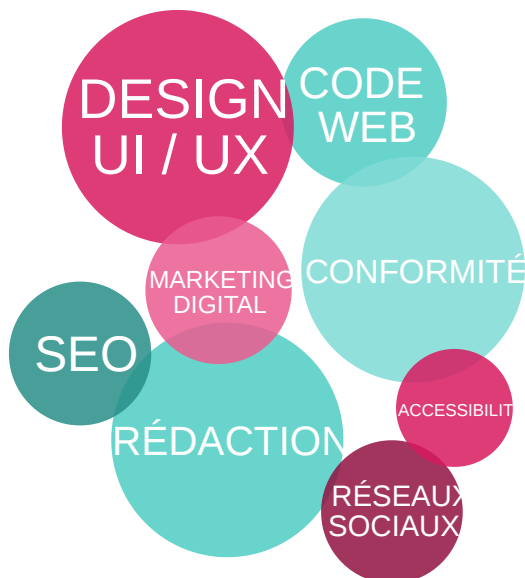 DESIGN
UI / UX
CODE
WEB
CONFORMITÉ
MARKETING
DIGITAL
SEO
ACCESSIBILIT
RÉDACTION
RÉSEAUX
SOCIAUX